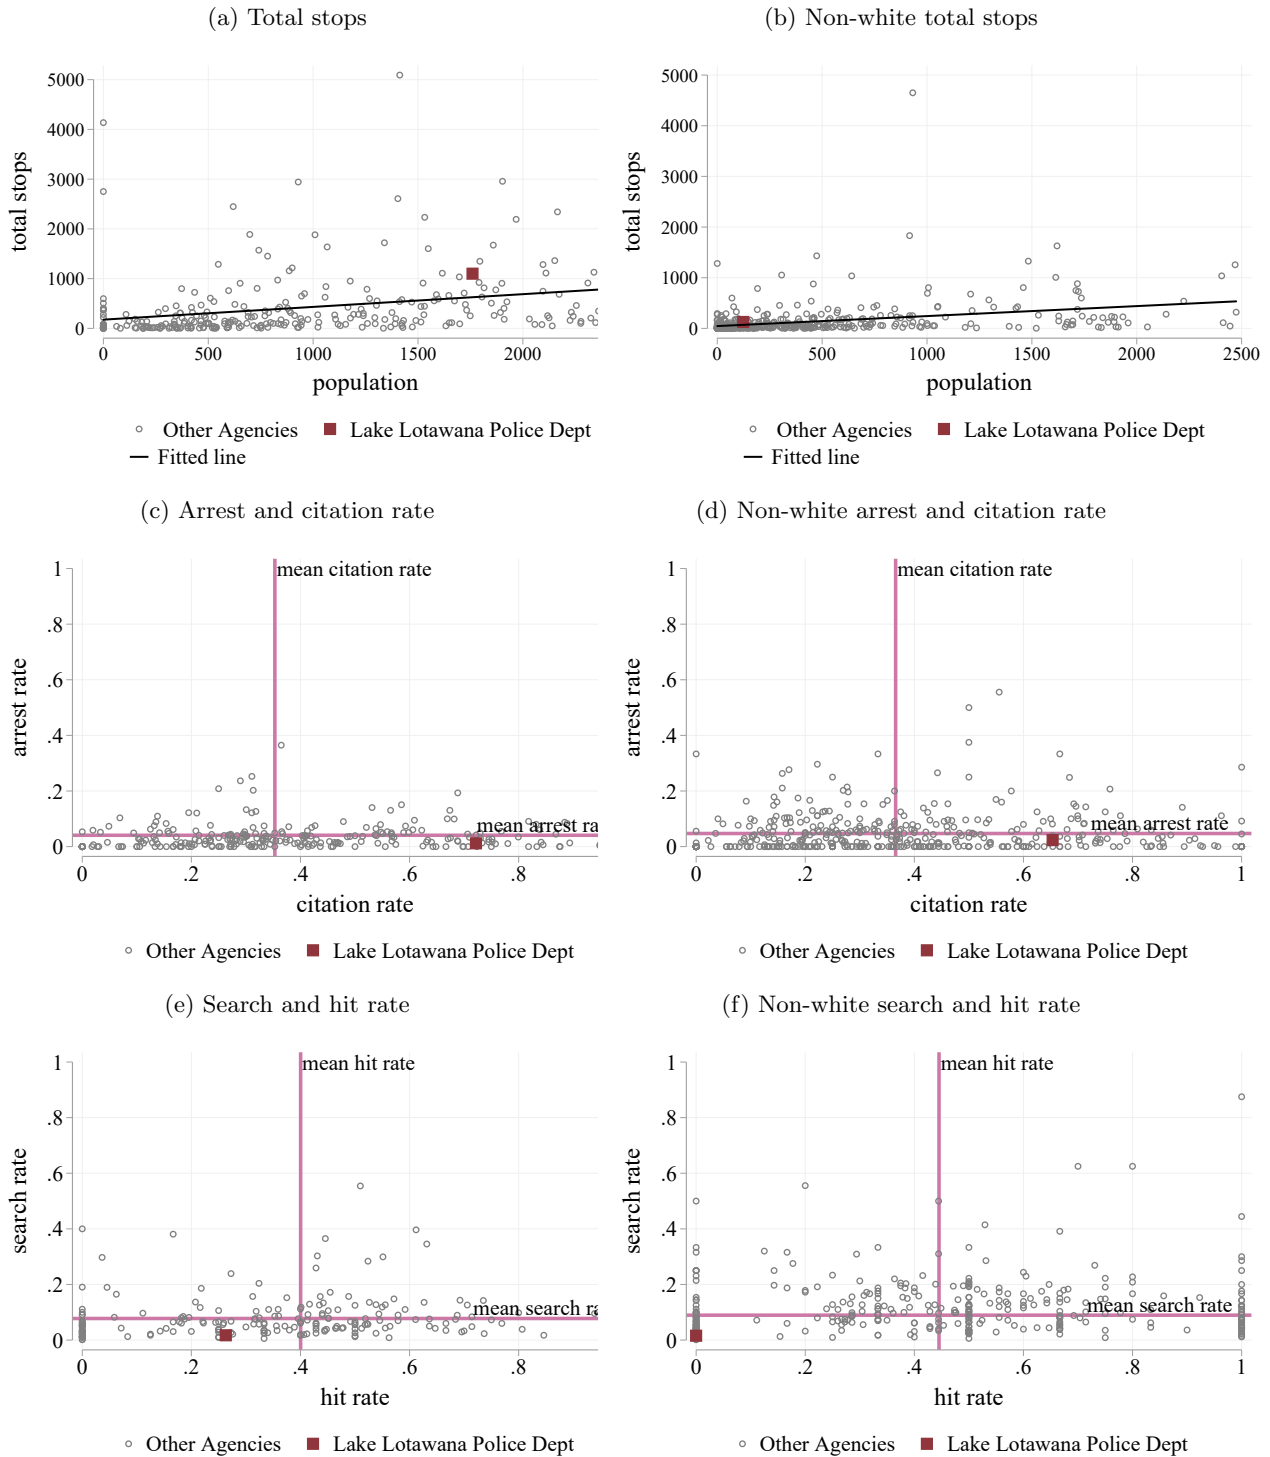 (a) Total stops
(b) Non-white total stops
total stops
5000
4000
3000
2000
1000
0
0 500 1000 1500 2000
population
Other Agencies Lake Lotawana Police Dept
Fitted line
total stops
5000
4000
3000
2000
1000
0
0 500 1000 1500 2000 2500
population
Other Agencies Lake Lotawana Police Dept
Fitted line
(c) Arrest and citation rate
(d) Non-white arrest and citation rate
arrest rate
1
.8
.6
.4
.2
0
mean citation rate
mean arrest ra
0 .2 .4 .6 .8
citation rate
Other Agencies Lake Lotawana Police Dept
arrest rate
1
.8
.6
.4
.2
0
mean citation rate
mean arrest rate
0 .2 .4 .6 .8 1
citation rate
Other Agencies Lake Lotawana Police Dept
(e) Search and hit rate
(f) Non-white search and hit rate
search rate
1
.8
.6
.4
.2
0
mean hit rate
mean search ra
0 .2 .4 .6 .8
hit rate
Other Agencies Lake Lotawana Police Dept
search rate
1
.8
.6
.4
.2
0
mean hit rate
mean search rate
0 .2 .4 .6 .8 1
hit rate
Other Agencies Lake Lotawana Police Dept